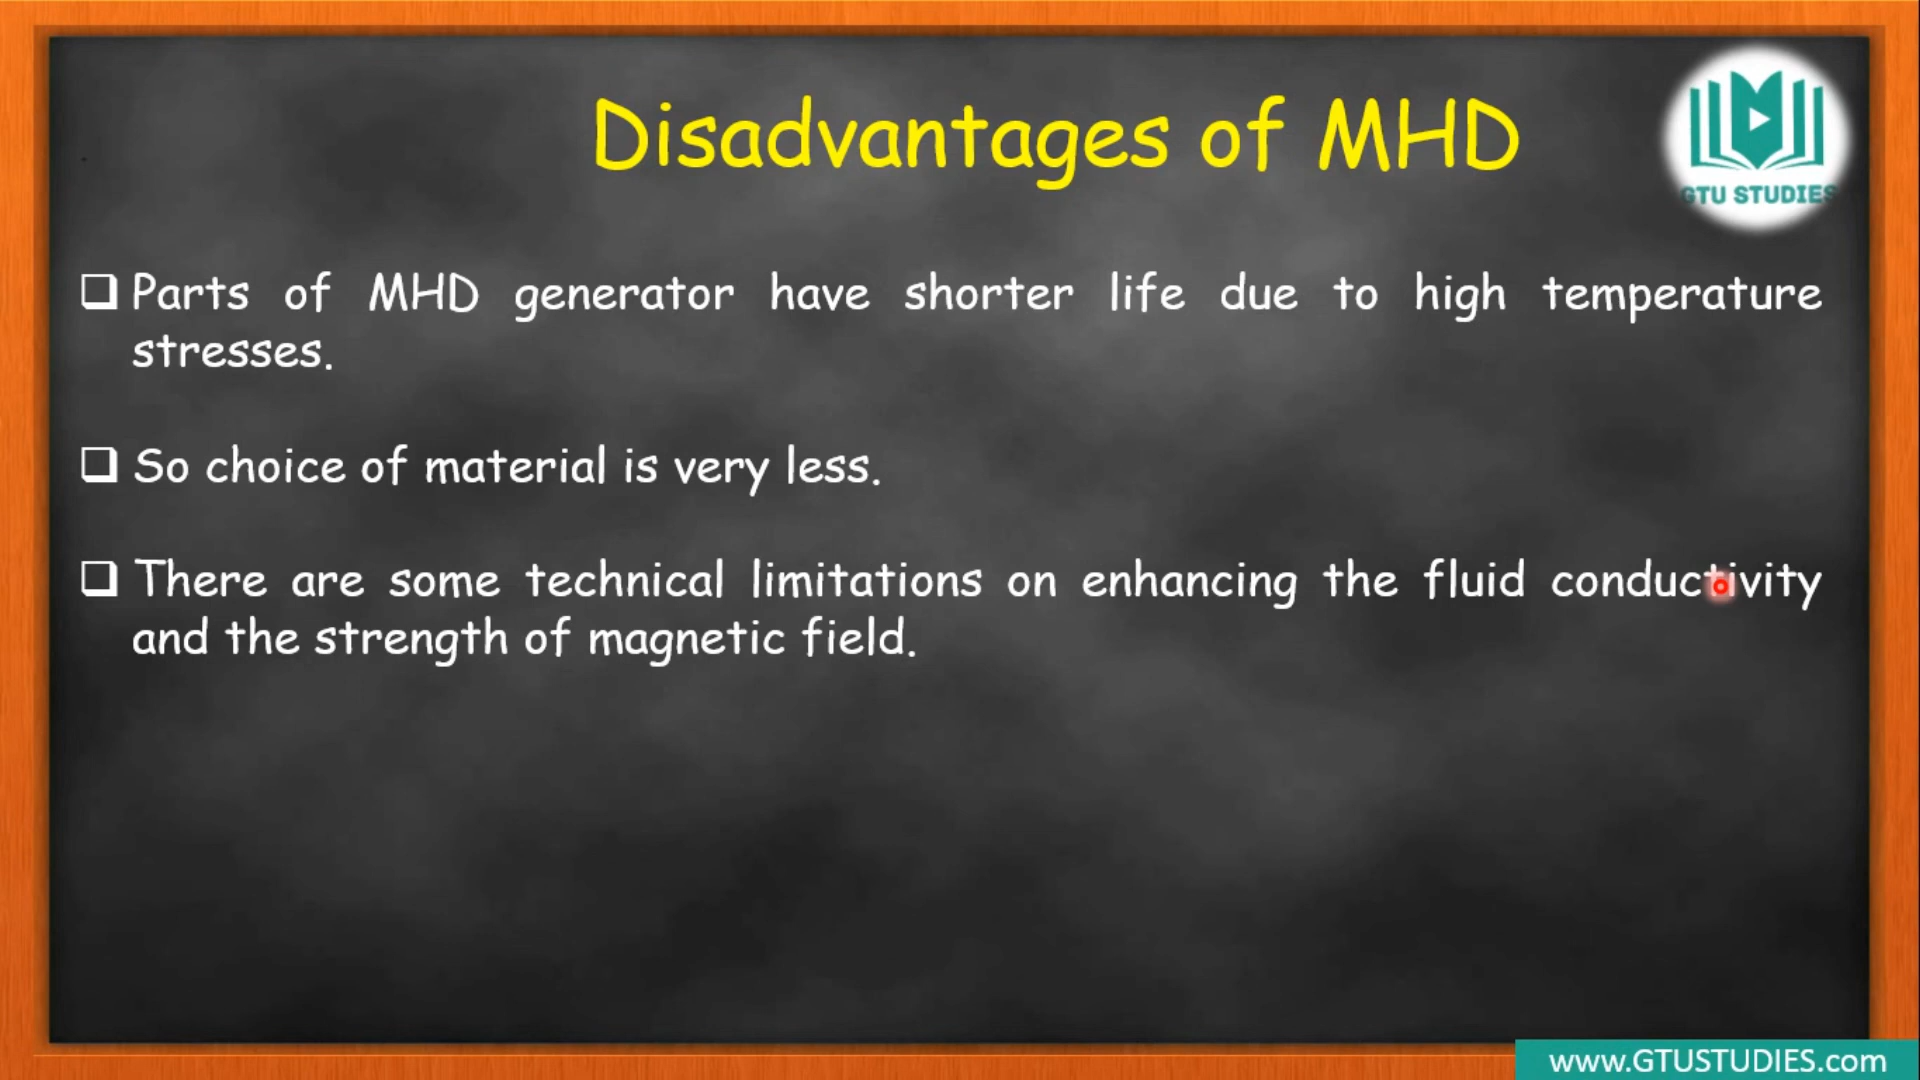 Disadvantages of MHD
GTU STUDIES
Parts of MHD generator have shorter life due to high temperature
stresses.
So choice of material is very less.
There are some technical limitations on enhancing the fluid conductivity
and the strength of magnetic field.
www.GTUSTUDIES.com